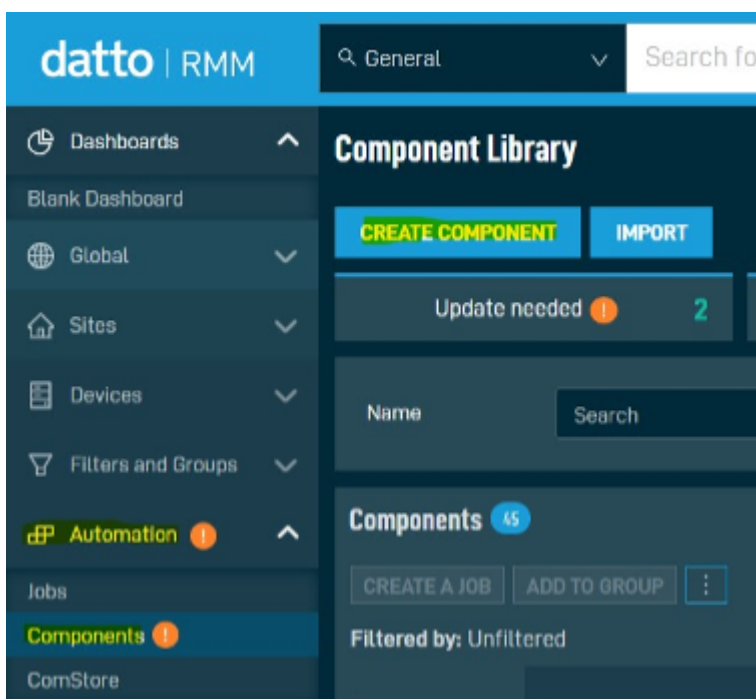 datto | RMM
General
Search fo
Dashboards
Blank Dashboard
Global
Sites
Devices
Filters and Groups
Automation !
Jobs
Components !
ComStore
Component Library
CREATE COMPONENT
IMPORT
Update needed ! 2
Name
Search
Components 45
CREATE A JOB
ADD TO GROUP
Filtered by: Unfiltered